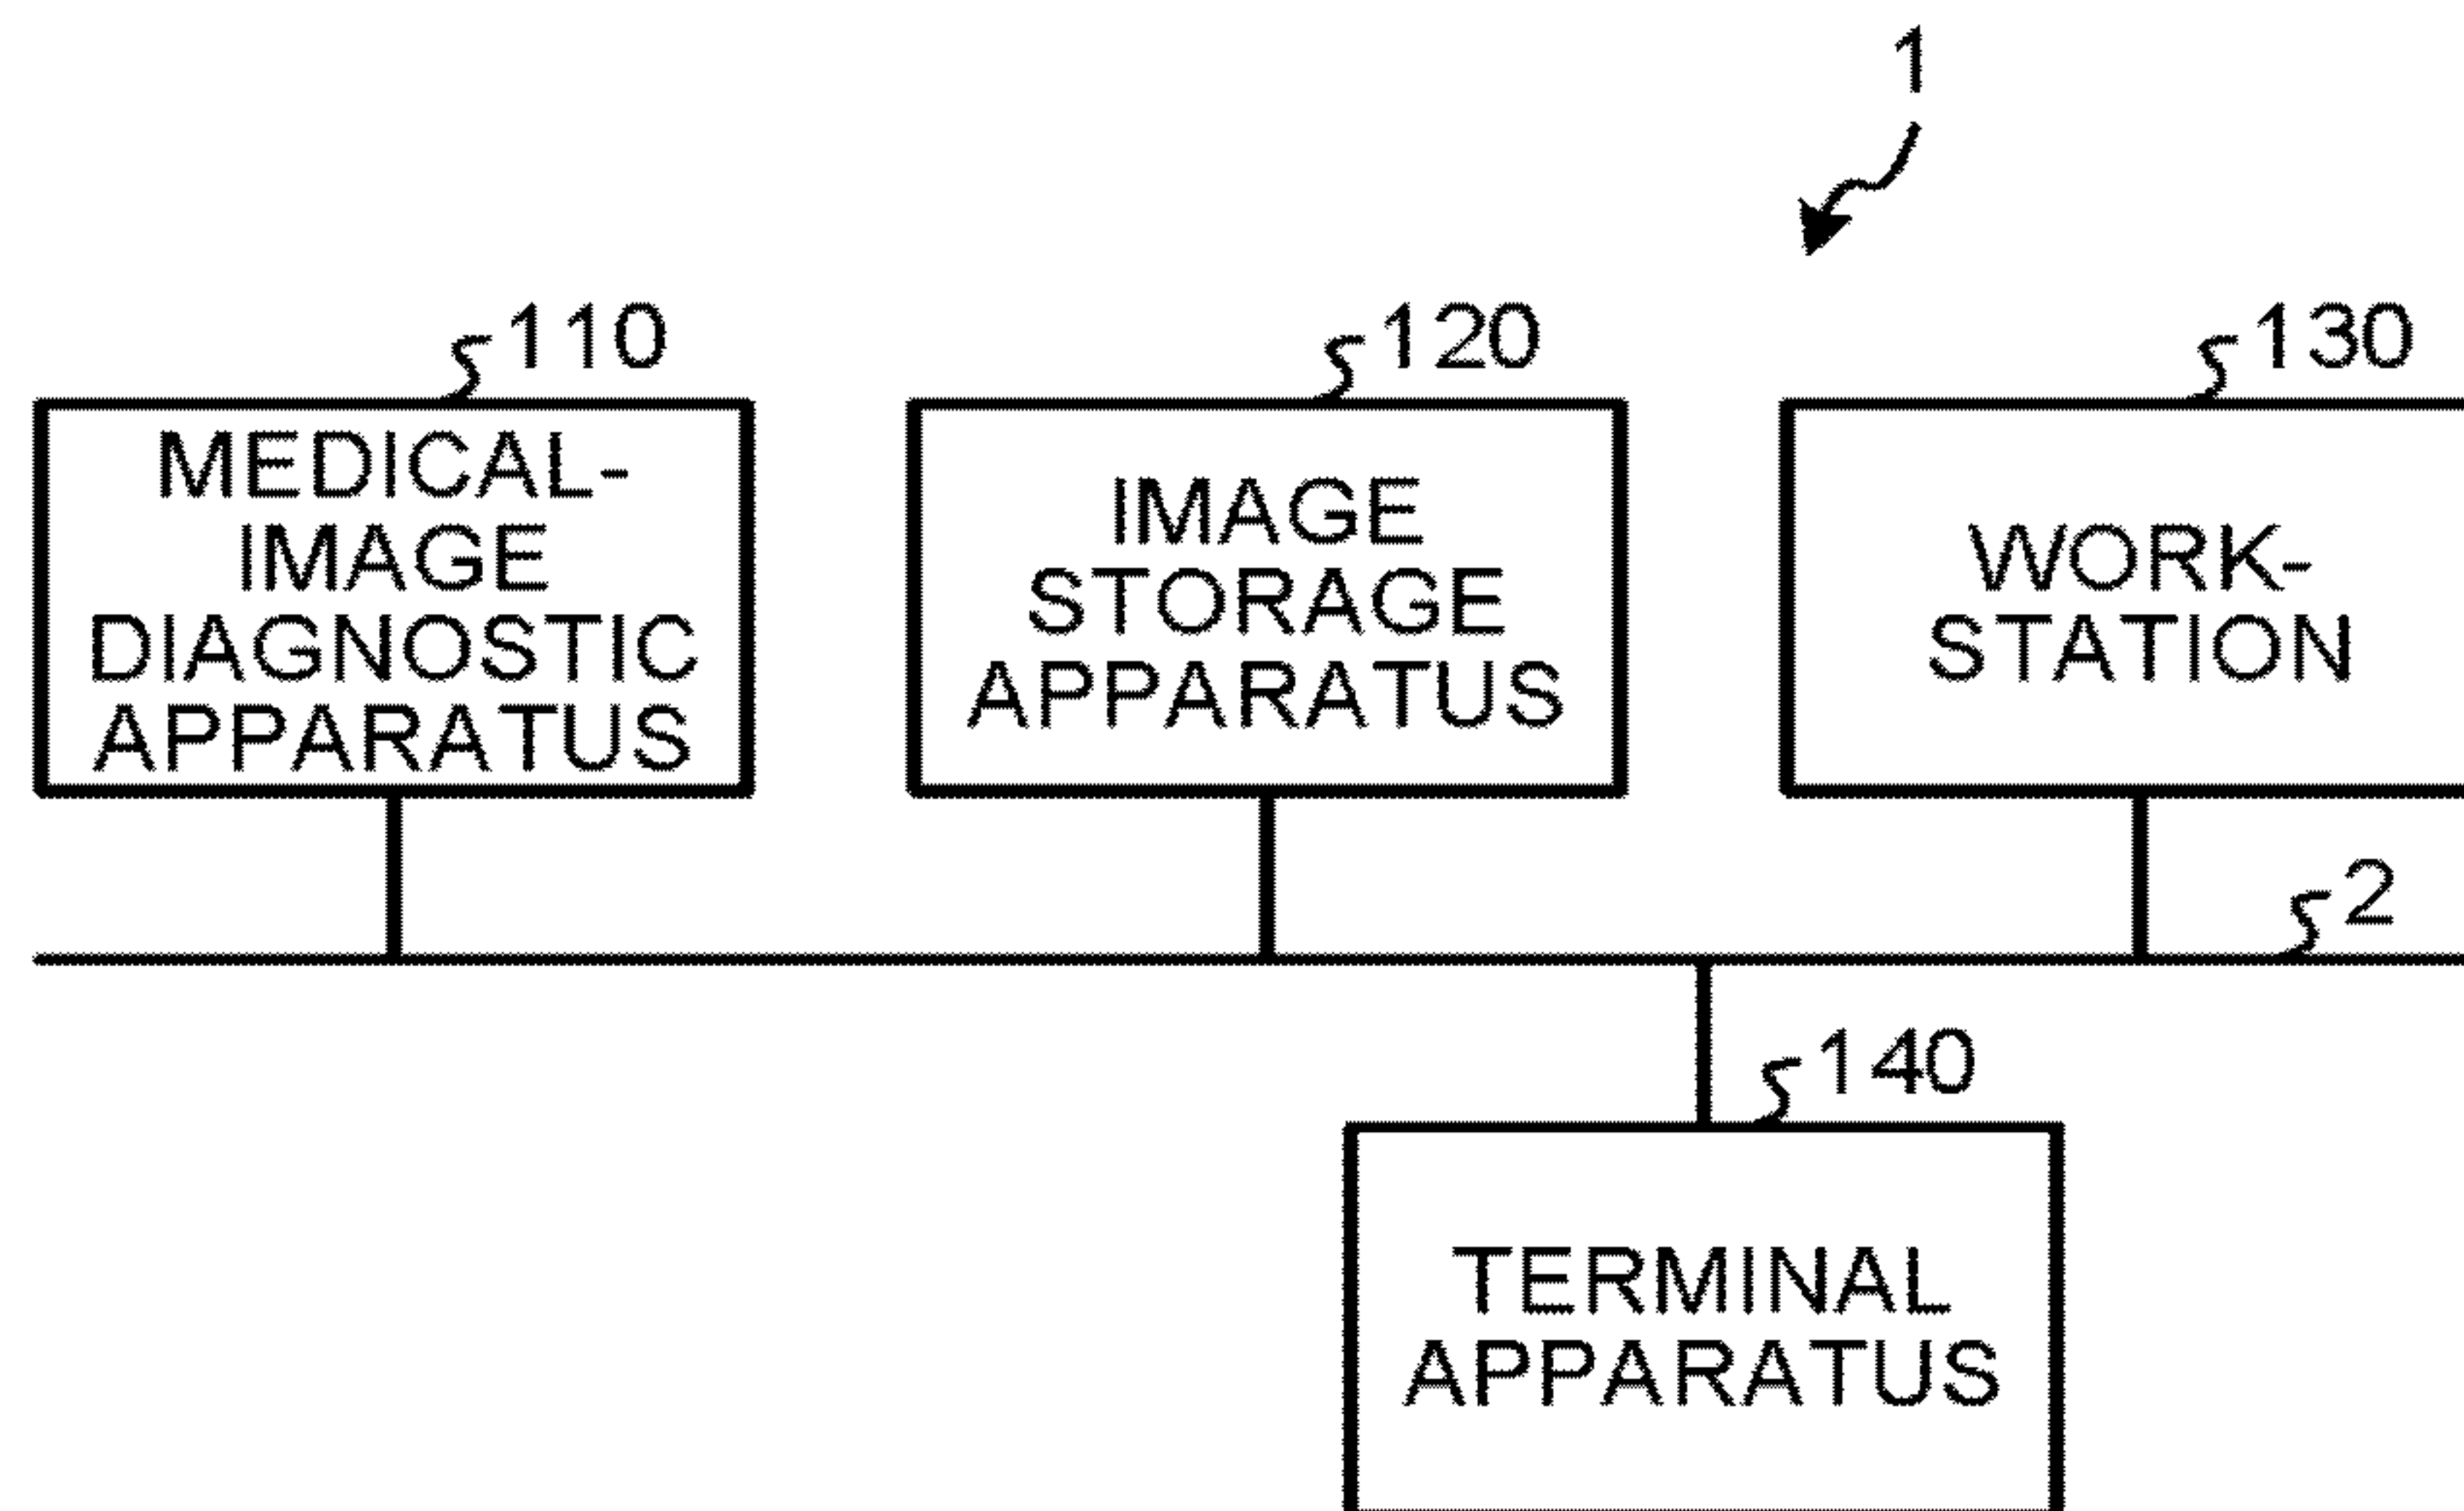 1
110
120
130
MEDICAL-
IMAGE
DIAGNOSTIC
APPARATUS
IMAGE
STORAGE
APPARATUS
WORK-
STATION
2
140
TERMINAL
APPARATUS